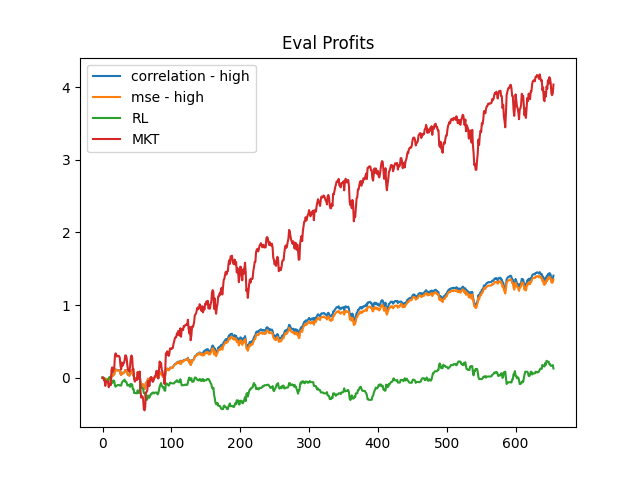 Eval Profits
correlation - high
mse - high
RL
MKT
4
3
2
1
0
0 100 200 300 400 500 600